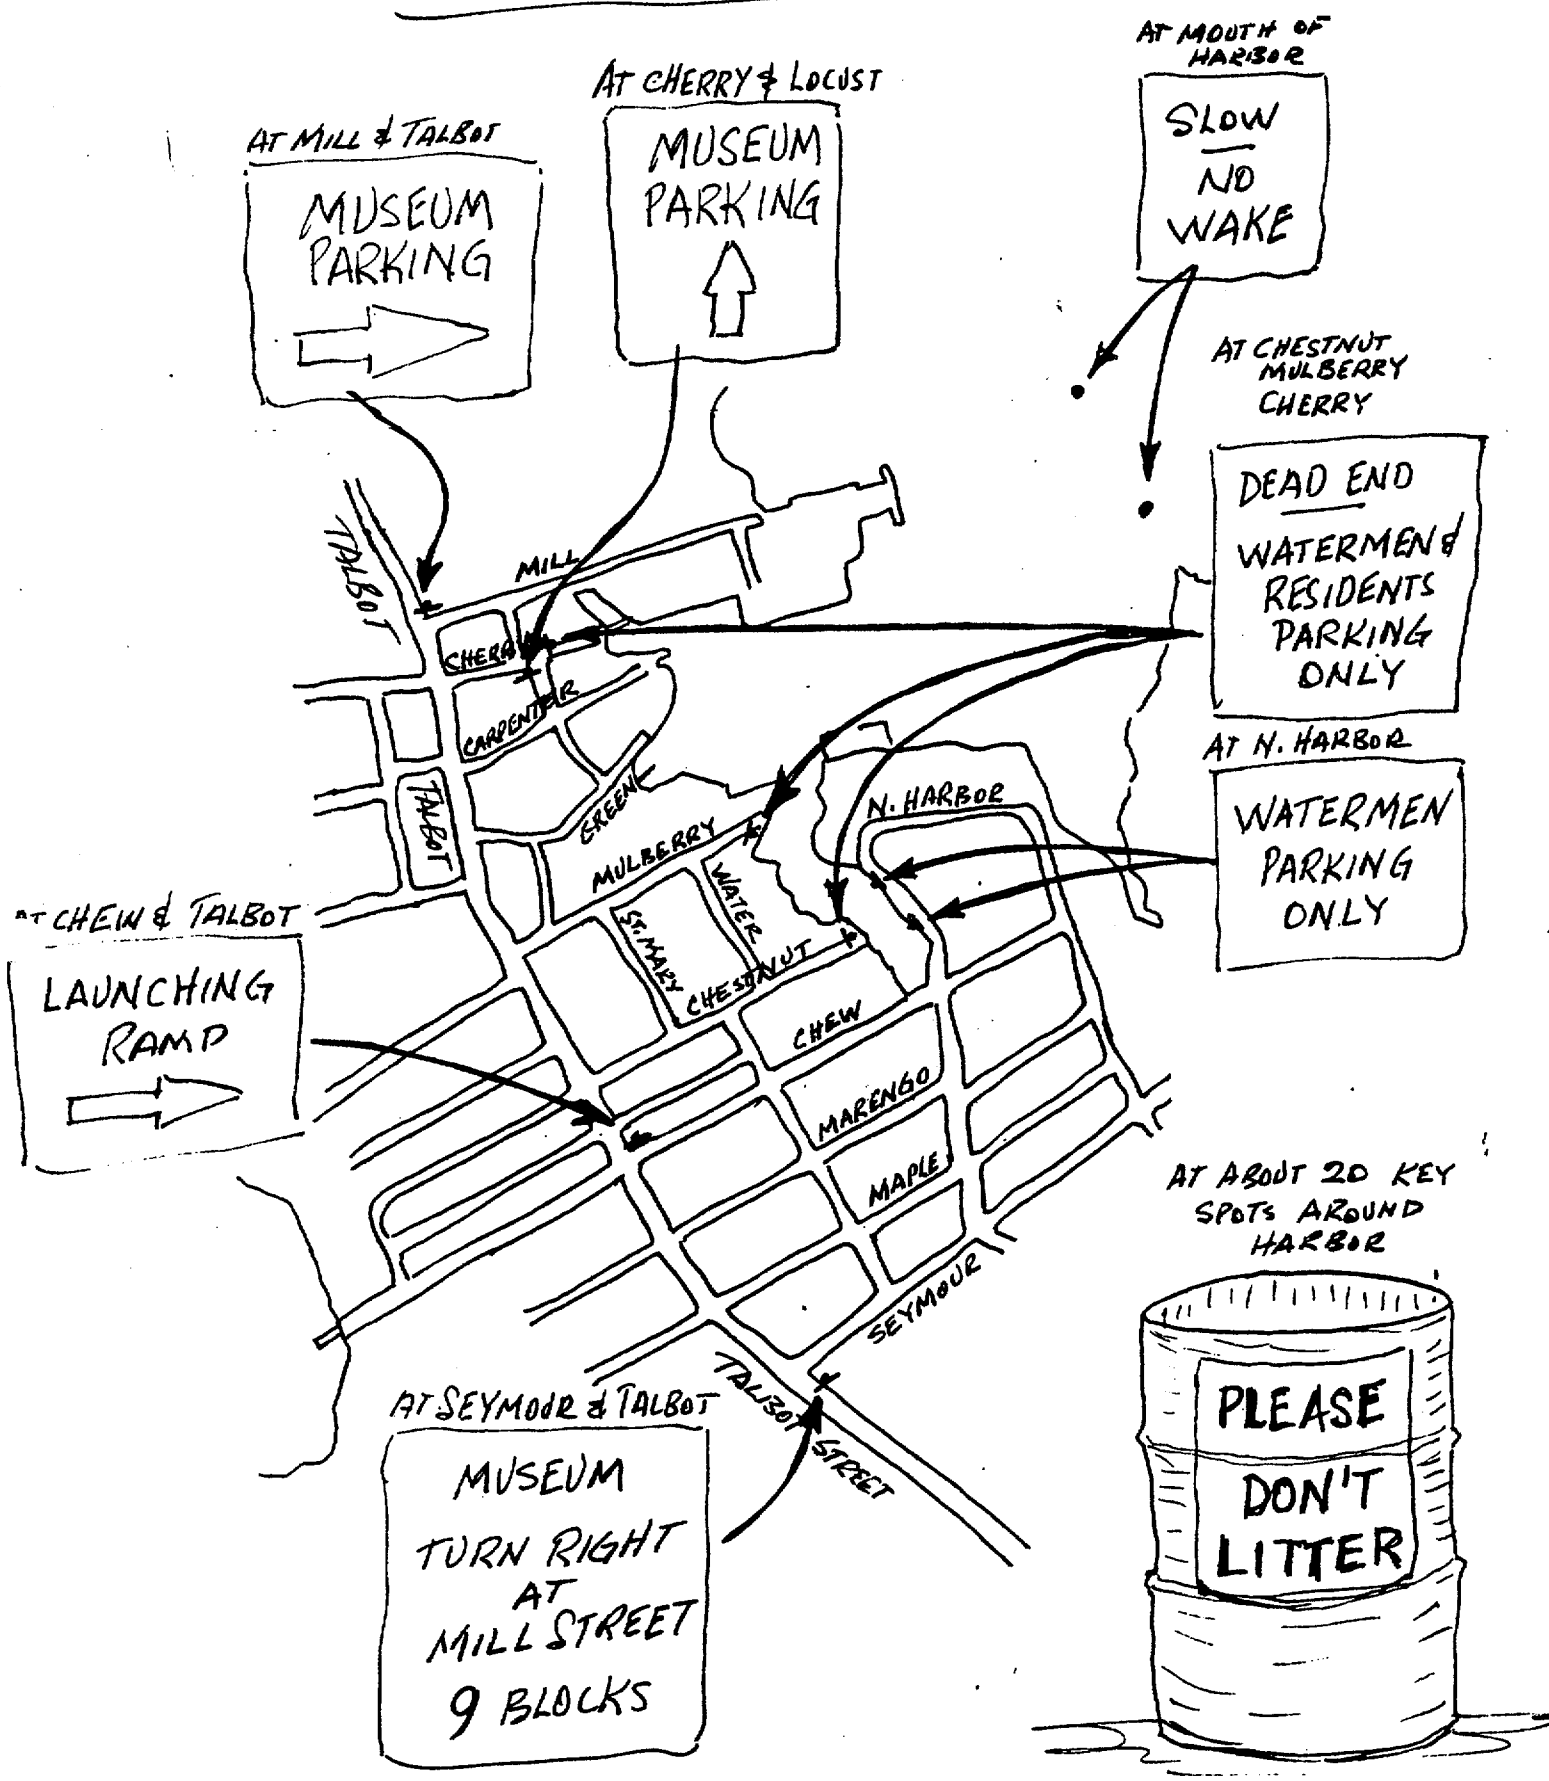 AT MOUTH OF
HARBOR
SLOW
NO
WAKE
AT CHERRY & LOCUST
MUSEUM
PARKING
AT MILL & TALBOT
MUSEUM
PARKING
AT CHESTNUT
MULBERRY
CHERRY
DEAD END
WATERMEN &
RESIDENTS
PARKING
ONLY
AT N. HARBOR
WATERMEN
PARKING
ONLY
TALBOT
MILL
CHERRY
CARPENTER
TALBOT
GREEN
MULBERRY
WATER
ST. MARY
CHESTNUT
N. HARBOR
CHEW
MARENGO
MAPLE
SEYMOUR
TALBOT STREET
AT CHEW & TALBOT
LAUNCHING
RAMP
AT SEYMOUR & TALBOT
MUSEUM
TURN RIGHT
AT
MILL STREET
9 BLOCKS
AT ABOUT 20 KEY
SPOTS AROUND
HARBOR
PLEASE
DON'T
LITTER